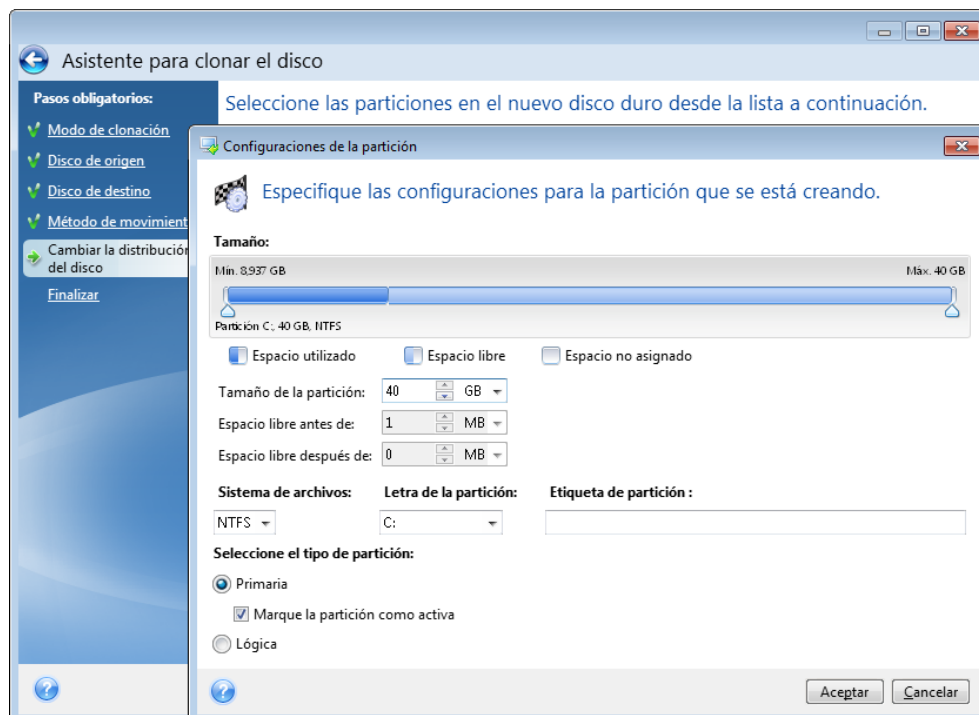 Asistente para clonar el disco
Pasos obligatorios:
Modo de clonación
Disco de origen
Disco de destino
Método de movimient
Cambiar la distribución
del disco
Finalizar
Seleccione las particiones en el nuevo disco duro desde la lista a continuación.
Configuraciones de la partición
Especifique las configuraciones para la partición que se está creando.
Tamaño:
Mín. 8,937 GB Máx. 40 GB
Partición C:, 40 GB, NTFS
Espacio utilizado Espacio libre Espacio no asignado
Tamaño de la partición: 40 GB
Espacio libre antes de: 1 MB
Espacio libre después de: 0 MB
Sistema de archivos: Letra de la partición: Etiqueta de partición :
NTFS C:
Seleccione el tipo de partición:
Primaria
Marque la partición como activa
Lógica
Aceptar Cancelar